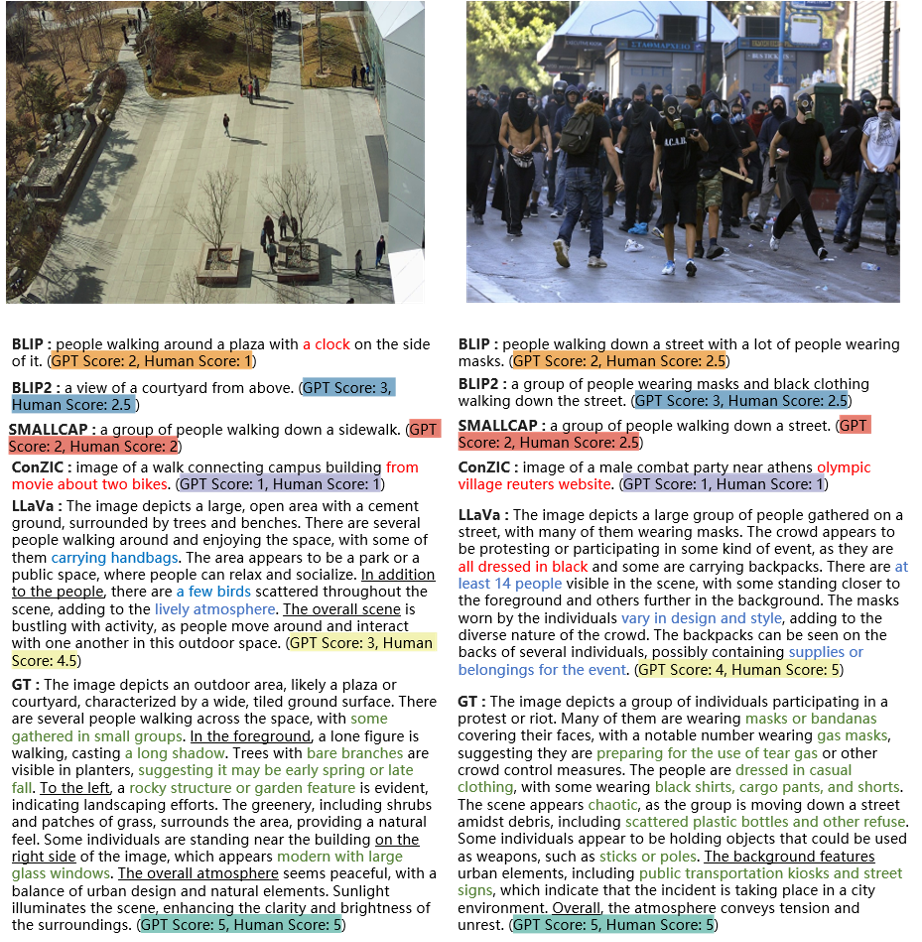 EXECUTIVE MAZDA
ΣΤΑΘΜΑΡΧΕΙΟ
BUS TICKETS
A.C.A.B.
BLIP : people walking around a plaza with a clock on the side
of it. (GPT Score: 2, Human Score: 1)
BLIP2 : a view of a courtyard from above. (GPT Score: 3,
Human Score: 2.5 )
SMALLCAP : a group of people walking down a sidewalk. (GPT
Score: 2, Human Score: 2)
ConZIC : image of a walk connecting campus building from
movie about two bikes. (GPT Score: 1, Human Score: 1)
LLaVa : The image depicts a large, open area with a cement
ground, surrounded by trees and benches. There are several
people walking around and enjoying the space, with some of
them carrying handbags. The area appears to be a park or a
public space, where people can relax and socialize. In addition
to the people, there are a few birds scattered throughout the
scene, adding to the lively atmosphere. The overall scene is
bustling with activity, as people move around and interact
with one another in this outdoor space. (GPT Score: 3, Human
Score: 4.5)
GT : The image depicts an outdoor area, likely a plaza or
courtyard, characterized by a wide, tiled ground surface. There
are several people walking across the space, with some
gathered in small groups. In the foreground, a lone figure is
walking, casting a long shadow. Trees with bare branches are
visible in planters, suggesting it may be early spring or late
fall. To the left, a rocky structure or garden feature is evident,
indicating landscaping efforts. The greenery, including shrubs
and patches of grass, surrounds the area, providing a natural
feel. Some individuals are standing near the building on the
right side of the image, which appears modern with large
glass windows. The overall atmosphere seems peaceful, with a
balance of urban design and natural elements. Sunlight
illuminates the scene, enhancing the clarity and brightness of
the surroundings. (GPT Score: 5, Human Score: 5)
BLIP : people walking down a street with a lot of people wearing
masks. (GPT Score: 2, Human Score: 2.5)
BLIP2 : a group of people wearing masks and black clothing
walking down the street. (GPT Score: 3, Human Score: 2.5)
SMALLCAP : a group of people walking down a street. (GPT
Score: 2, Human Score: 2.5)
ConZIC : image of a male combat party near athens olympic
village reuters website. (GPT Score: 1, Human Score: 1)
LLaVa : The image depicts a large group of people gathered on a
street, with many of them wearing masks. The crowd appears to
be protesting or participating in some kind of event, as they are
all dressed in black and some are carrying backpacks. There are at
least 14 people visible in the scene, with some standing closer to
the foreground and others further in the background. The masks
worn by the individuals vary in design and style, adding to the
diverse nature of the crowd. The backpacks can be seen on the
backs of several individuals, possibly containing supplies or
belongings for the event. (GPT Score: 4, Human Score: 5)
GT : The image depicts a group of individuals participating in a
protest or riot. Many of them are wearing masks or bandanas
covering their faces, with a notable number wearing gas masks,
suggesting they are preparing for the use of tear gas or other
crowd control measures. The people are dressed in casual
clothing, with some wearing black shirts, cargo pants, and shorts.
The scene appears chaotic, as the group is moving down a street
amidst debris, including scattered plastic bottles and other refuse.
Some individuals appear to be holding objects that could be used
as weapons, such as sticks or poles. The background features
urban elements, including public transportation kiosks and street
signs, which indicate that the incident is taking place in a city
environment. Overall, the atmosphere conveys tension and
unrest. (GPT Score: 5, Human Score: 5)